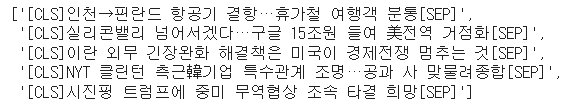 ['[CLS]인천→핀란드 항공기 결항…휴가철 여행객 분통[SEP]',
'[CLS]실리콘밸리 넘어서겠다…구글 15조원 들여 美전역 거점화[SEP]',
'[CLS]이란 외무 긴장완화 해결책은 미국이 경제전쟁 멈추는 것[SEP]',
'[CLS]NYT 클린턴 측근韓기업 특수관계 조명…공과 사 맞물려종합[SEP]',
'[CLS]시진핑 트럼프에 중미 무역협상 조속 타결 희망[SEP]']